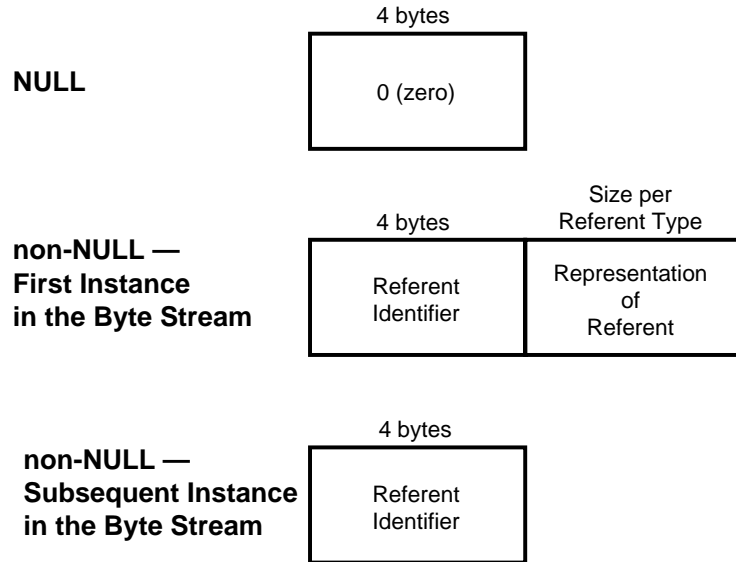 4 bytes
NULL
0 (zero)
Size per
4 bytes
Referent Type
non-NULL —
First Instance
in the Byte Stream
Referent
Identifier
Representation
of
Referent
4 bytes
non-NULL —
Subsequent Instance
in the Byte Stream
Referent
Identifier